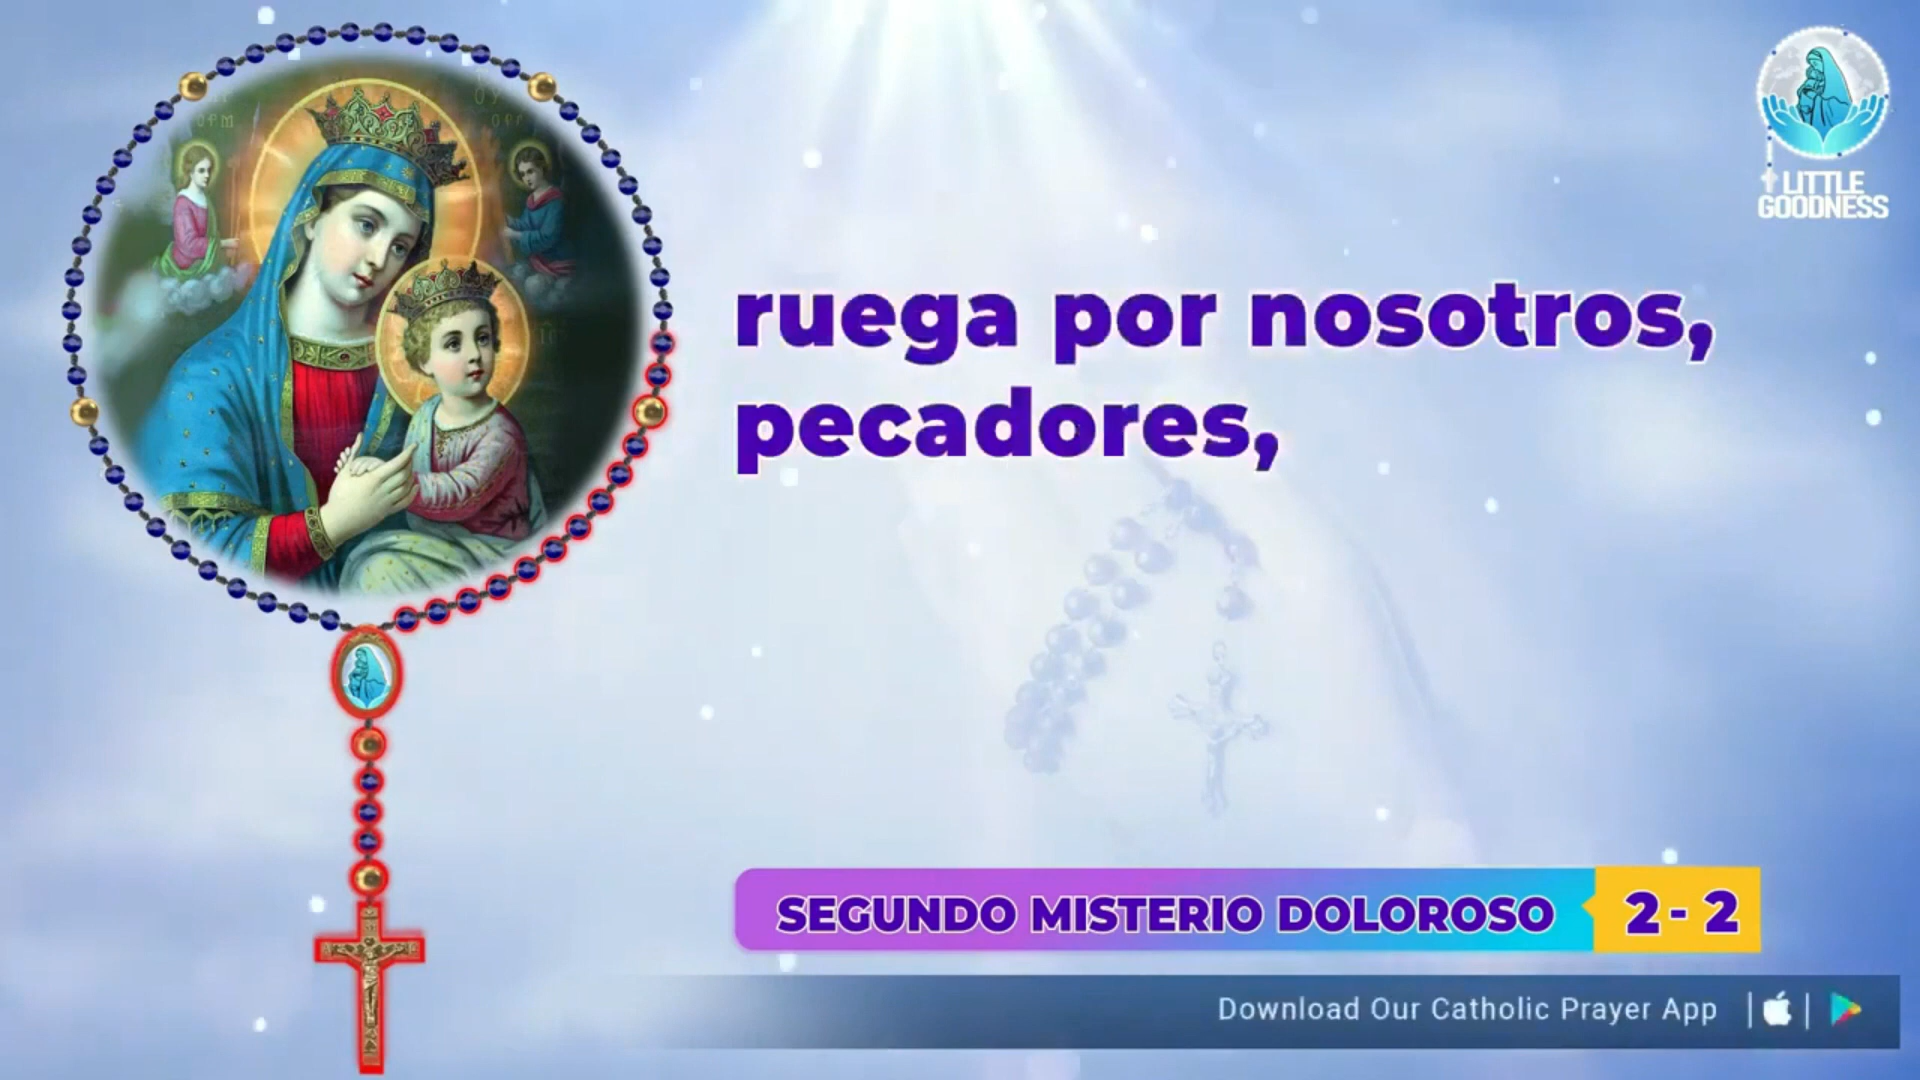 LITTLE
GOODNESS
ruega por nosotros,
pecadores,
SEGUNDO MISTERIO DOLOROSO
2 - 2
Download Our Catholic Prayer App